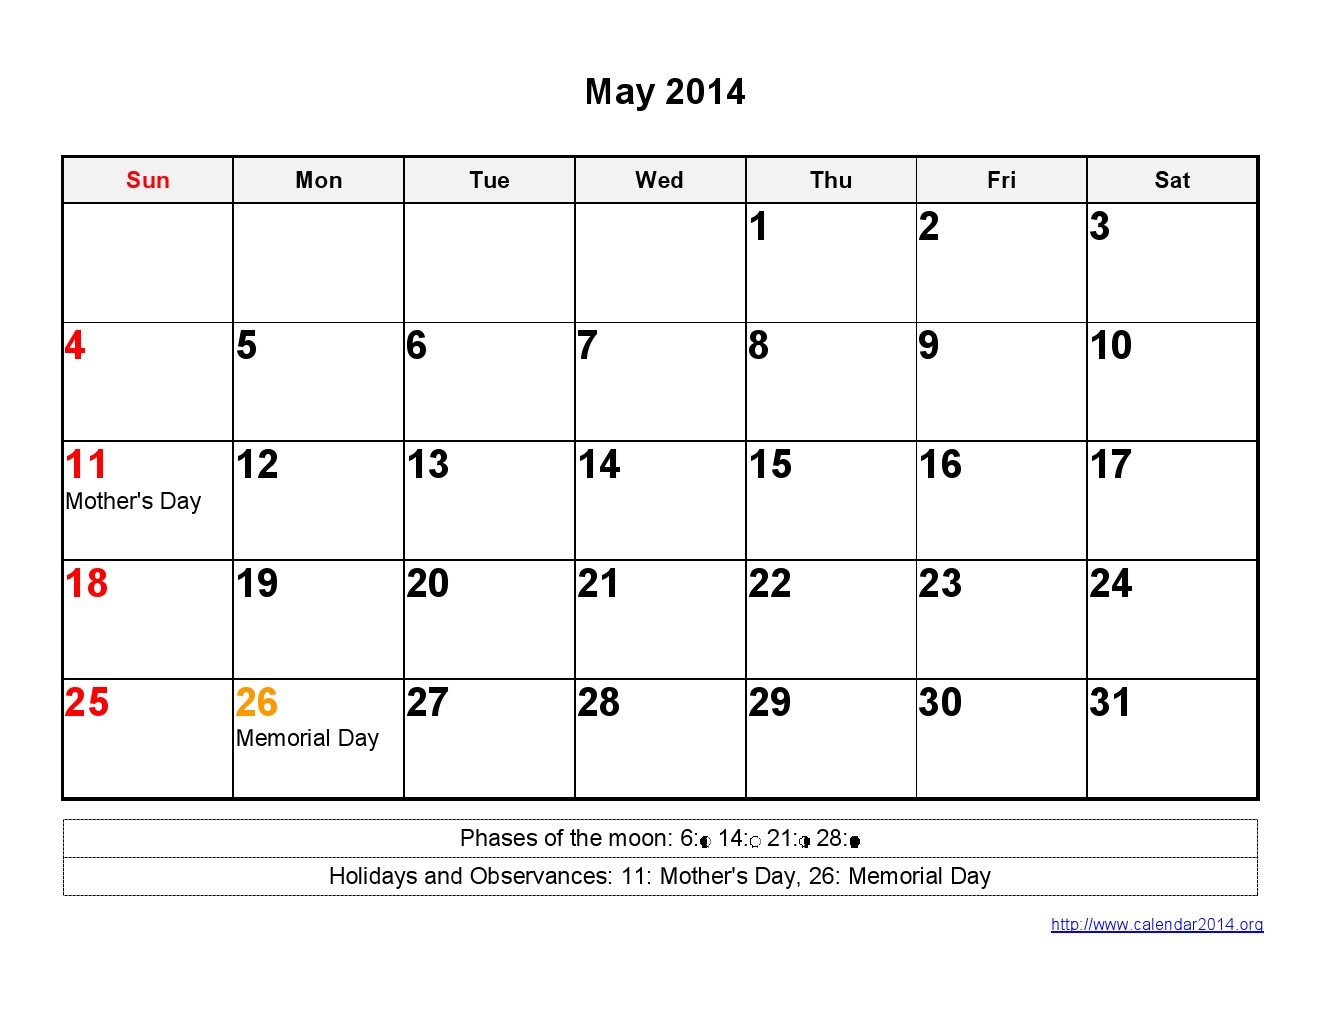 May 2014
Sun Mon Tue Wed Thu Fri Sat
1 2 3
4 5 6 7 8 9 10
11 12 13 14 15 16 17
Mother's Day
18 19 20 21 22 23 24
25 26 27 28 29 30 31
Memorial Day
Phases of the moon: 6: 14: 21: 28:
Holidays and Observances: 11: Mother's Day, 26: Memorial Day
http://www.calendar2014.org